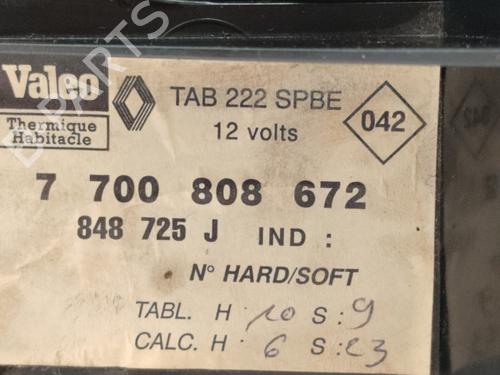 Valeo
Thermique
Habitacle
TAB 222 SPBE
12 volts
042
7 700 808 672
848 725 J IND :
N° HARD/SOFT
TABL. H : 10 S : 9
CALC. H : 6 S : 23
PARTS